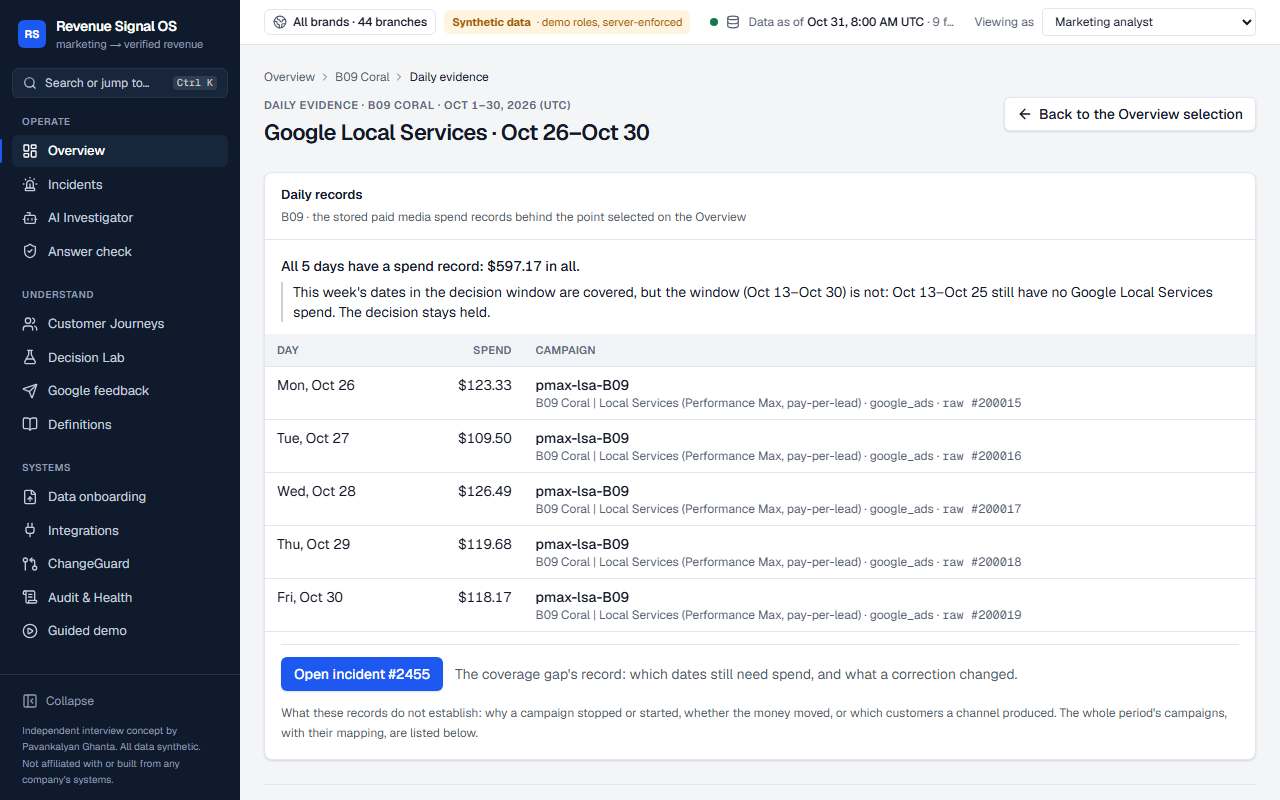 RS
Revenue Signal OS
marketing → verified revenue
Search or jump to... Ctrl K
OPERATE
Overview
Incidents
AI Investigator
Answer check
UNDERSTAND
Customer Journeys
Decision Lab
Google feedback
Definitions
SYSTEMS
Data onboarding
Integrations
ChangeGuard
Audit & Health
Guided demo
Collapse
Independent interview concept by
Pavankalyan Ghanta. All data synthetic.
Not affiliated with or built from any
company's systems.
All brands · 44 branches
Synthetic data · demo roles, server-enforced
Data as of Oct 31, 8:00 AM UTC · 9 f...
Viewing as
Marketing analyst
Overview > B09 Coral > Daily evidence
DAILY EVIDENCE · B09 CORAL · OCT 1–30, 2026 (UTC)
Google Local Services · Oct 26–Oct 30
← Back to the Overview selection
Daily records
B09 · the stored paid media spend records behind the point selected on the Overview
All 5 days have a spend record: $597.17 in all.
This week's dates in the decision window are covered, but the window (Oct 13–Oct 30) is not: Oct 13–Oct 25 still have no Google Local Services
spend. The decision stays held.
DAY SPEND CAMPAIGN
Mon, Oct 26 $123.33 pmax-lsa-B09
B09 Coral | Local Services (Performance Max, pay-per-lead) · google_ads · raw #200015
Tue, Oct 27 $109.50 pmax-lsa-B09
B09 Coral | Local Services (Performance Max, pay-per-lead) · google_ads · raw #200016
Wed, Oct 28 $126.49 pmax-lsa-B09
B09 Coral | Local Services (Performance Max, pay-per-lead) · google_ads · raw #200017
Thu, Oct 29 $119.68 pmax-lsa-B09
B09 Coral | Local Services (Performance Max, pay-per-lead) · google_ads · raw #200018
Fri, Oct 30 $118.17 pmax-lsa-B09
B09 Coral | Local Services (Performance Max, pay-per-lead) · google_ads · raw #200019
Open incident #2455
The coverage gap's record: which dates still need spend, and what a correction changed.
What these records do not establish: why a campaign stopped or started, whether the money moved, or which customers a channel produced. The whole period's campaigns,
with their mapping, are listed below.